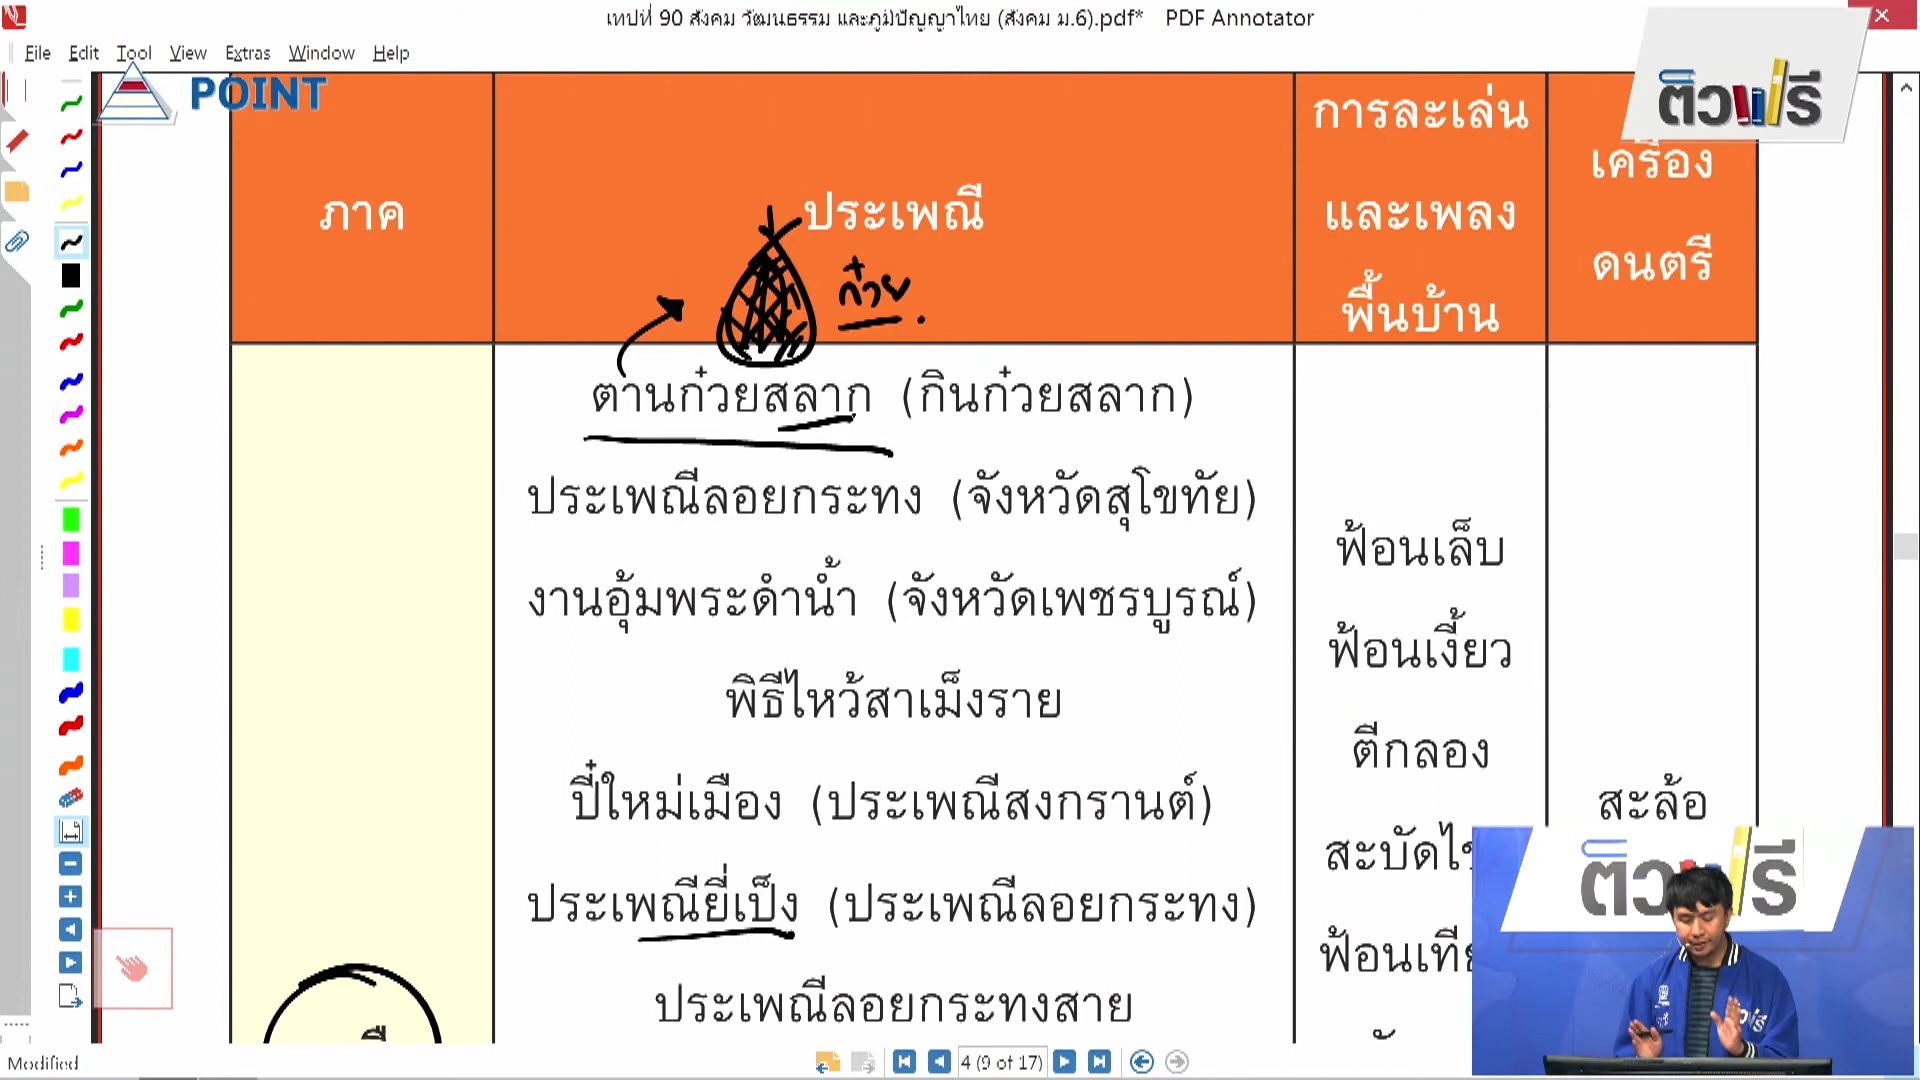 เทปที่ 90 สังคม วัฒนธรรม และภูมิปัญญาไทย (สังคม ม.6).pdf* PDF Annotator
File Edit Tool View Extras Window Help
POINT
ติวฟรี
ภาค
ประเพณี
การละเล่น
และเพลง
พื้นบ้าน
เครื่อง
ดนตรี
ก๋วย
ตานก๋วยสลาก (กินก๋วยสลาก)
ประเพณีลอยกระทง (จังหวัดสุโขทัย)
งานอุ้มพระดำน้ำ (จังหวัดเพชรบูรณ์)
พิธีไหว้สาเม็งราย
ปี๋ใหม่เมือง (ประเพณีสงกรานต์)
ประเพณียี่เป็ง (ประเพณีลอยกระทง)
ประเพณีลอยกระทงสาย
ฟ้อนเล็บ
ฟ้อนเงี้ยว
ตีกลอง
สะบัดไ
ฟ้อนเที
สะล้อ
ติวฟรี
Modified
4 (9 of 17)